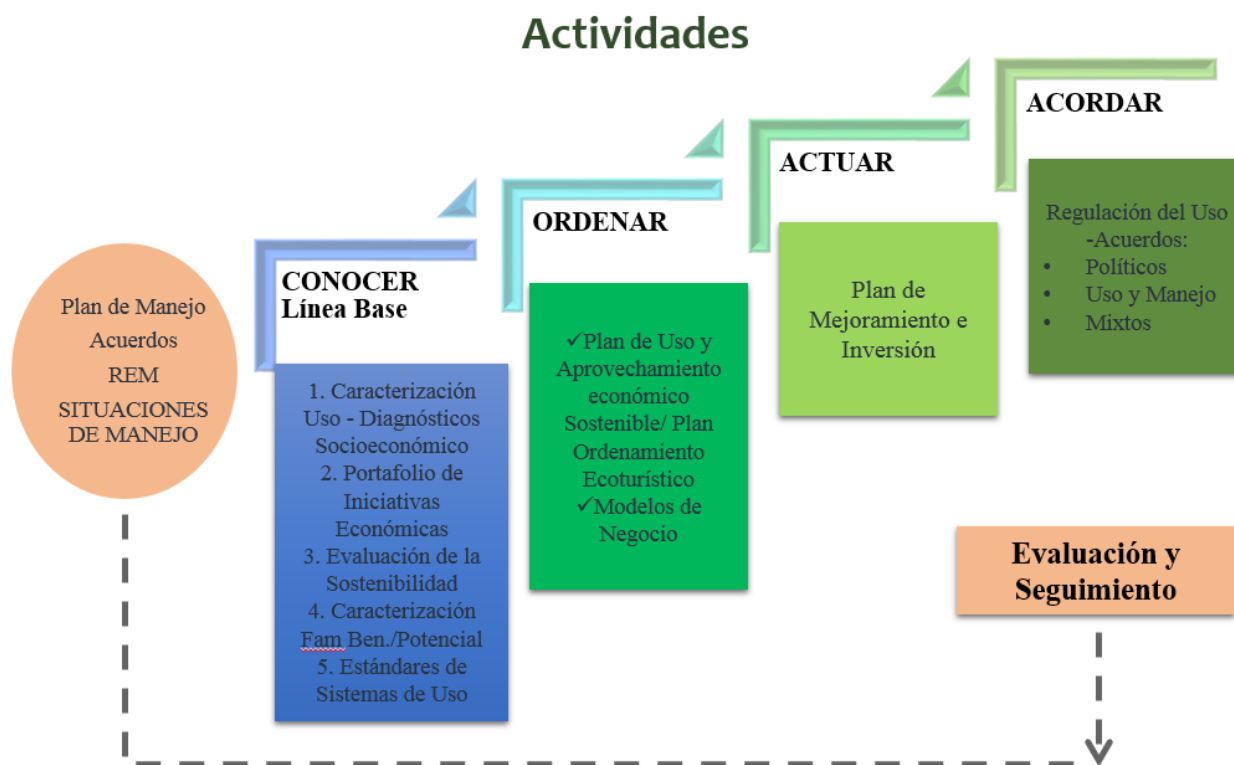 Actividades
Plan de Manejo
Acuerdos
REM
SITUACIONES
DE MANEJO
CONOCER
Línea Base
1. Caracterización
Uso - Diagnósticos
Socioeconómico
2. Portafolio de
Iniciativas
Económicas
3. Evaluación de la
Sostenibilidad
4. Caracterización
Fam Ben./Potencial
5. Estándares de
Sistemas de Uso
ORDENAR
✓Plan de Uso y
Aprovechamiento
económico
Sostenible/ Plan
Ordenamiento
Ecoturístico
✓Modelos de
Negocio
ACTUAR
Plan de
Mejoramiento e
Inversión
ACORDAR
Regulación del Uso
-Acuerdos:
• Políticos
• Uso y Manejo
• Mixtos
Evaluación y
Seguimiento